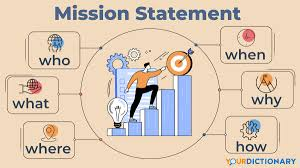 Mission Statement
who
when
what
why
where
how
YOURDICTIONARY